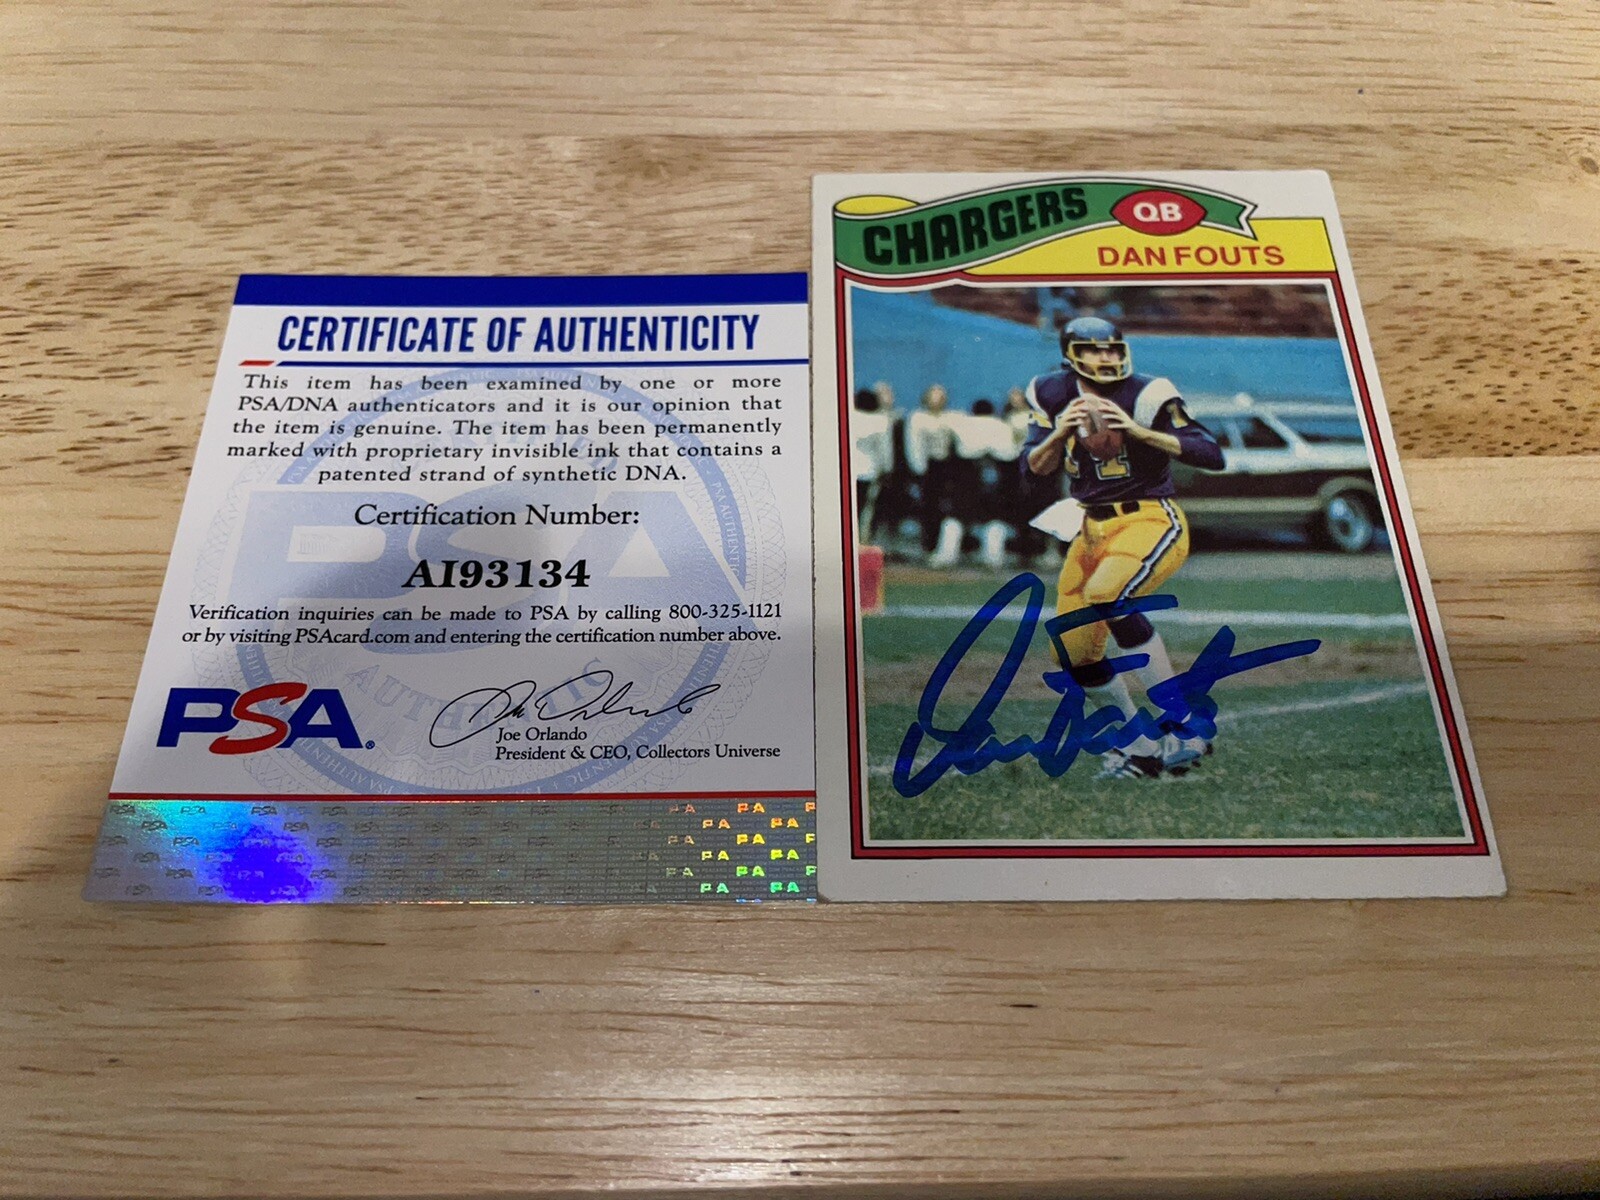 CERTIFICATE OF AUTHENTICITY
This item has been examined by one or more
PSA/DNA authenticators and it is our opinion that
the item is genuine. The item has been permanently
marked with proprietary invisible ink that contains a
patented strand of synthetic DNA.
Certification Number:
AI93134
Verification inquiries can be made to PSA by calling 800-325-1121
or by visiting PSAcard.com and entering the certification number above.
PSA®
Joe Orlando
President & CEO, Collectors Universe
CHARGERS QB
DAN FOUTS
14
Dan Fouts